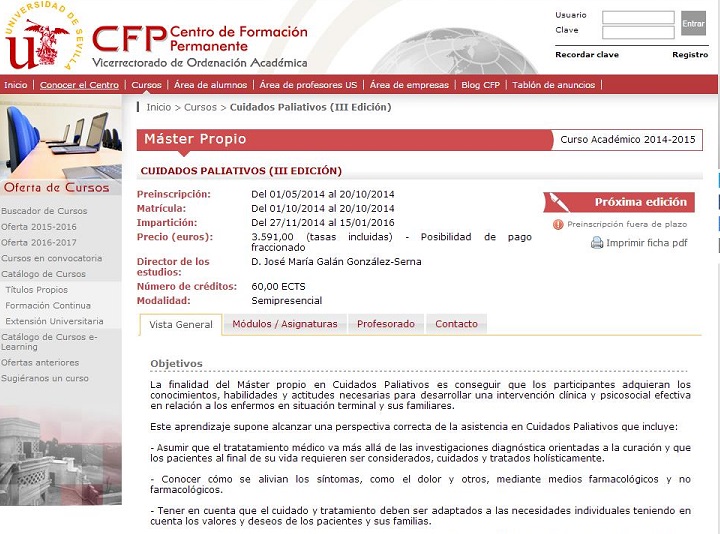 UNIVERSIDAD DE SEVILLA
CFP Centro de Formación
Permanente
Vicerrectorado de Ordenación Académica
Usuario
Clave
Entrar
Recordar clave Registro
Inicio | Conocer el Centro | Cursos | Área de alumnos | Área de profesores US | Área de empresas | Blog CFP | Tablón de anuncios |
Inicio > Cursos > Cuidados Paliativos (III Edición)
Máster Propio Curso Académico 2014-2015
CUIDADOS PALIATIVOS (III EDICIÓN)
Preinscripción: Del 01/05/2014 al 20/10/2014
Matrícula: Del 01/10/2014 al 20/10/2014
Impartición: Del 27/11/2014 al 15/01/2016
Precio (euros): 3.591,00 (tasas incluidas) - Posibilidad de pago
fraccionado
Director de los D. José María Galán González-Serna
estudios:
Número de créditos: 60,00 ECTS
Modalidad: Semipresencial
Próxima edición
Preinscripción fuera de plazo
Imprimir ficha pdf
Oferta de Cursos
Buscador de Cursos
Oferta 2015-2016
Oferta 2016-2017
Cursos en convocatoria
Catálogo de Cursos
Títulos Propios
Formación Continua
Extensión Universitaria
Catálogo de Cursos e-
Learning
Ofertas anteriores
Sugiéranos un curso
Vista General Módulos / Asignaturas Profesorado Contacto
Objetivos
La finalidad del Máster propio en Cuidados Paliativos es conseguir que los participantes adquieran los
conocimientos, habilidades y actitudes necesarias para desarrollar una intervención clínica y psicosocial efectiva
en relación a los enfermos en situación terminal y sus familiares.
Este aprendizaje supone alcanzar una perspectiva correcta de la asistencia en Cuidados Paliativos que incluye:
- Asumir que el tratatamiento médico va más allá de las investigaciones diagnóstica orientadas a la curación y que
los pacientes al final de su vida requieren ser considerados, cuidados y tratados holísticamente.
- Conocer cómo se alivian los síntomas, como el dolor y otros, mediante medios farmacológicos y no
farmacológicos.
- Tener en cuenta que el cuidado y tratamiento deben ser adaptados a las necesidades individuales teniendo en
cuenta los valores y deseos de los pacientes y sus familias.